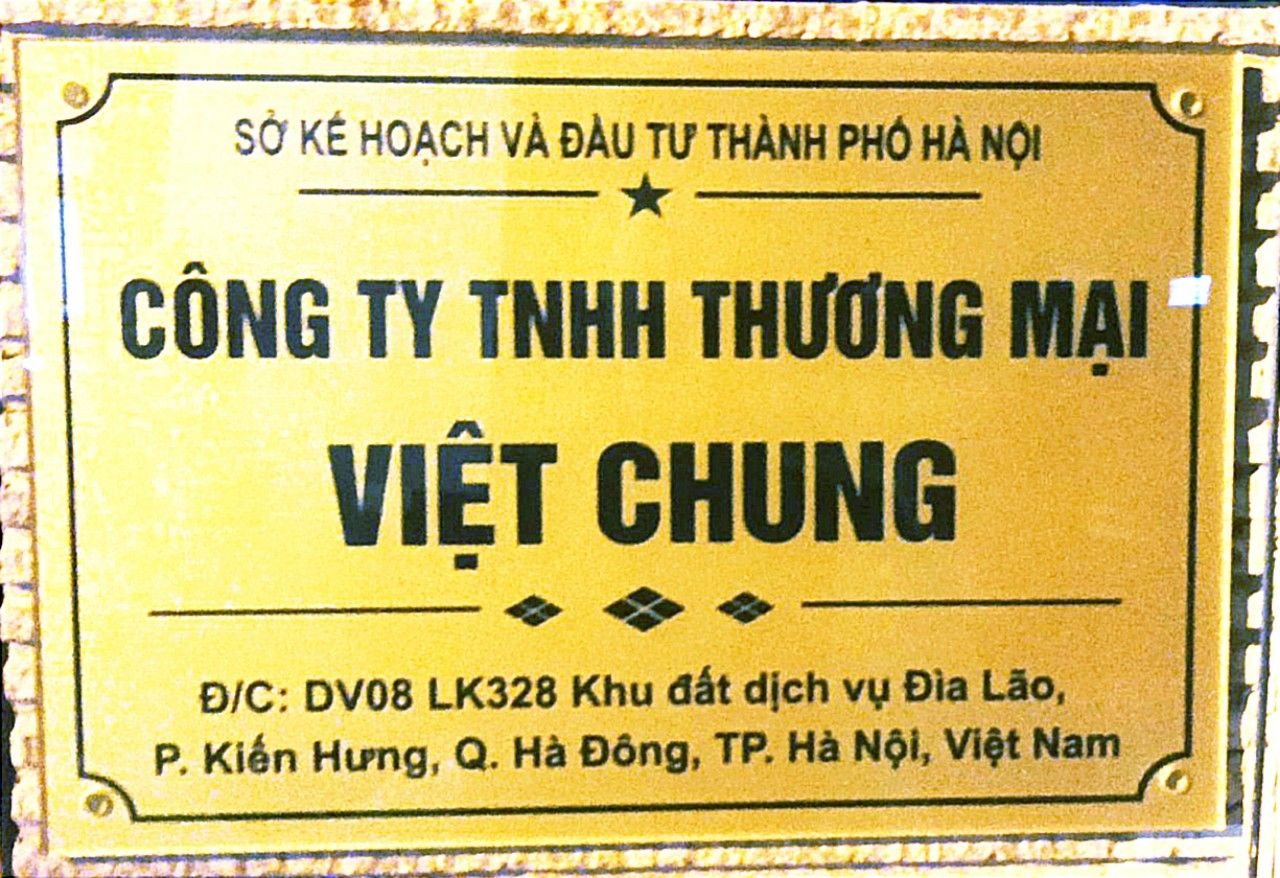 SỞ KẾ HOẠCH VÀ ĐẦU TƯ THÀNH PHỐ HÀ NỘI
CÔNG TY TNHH THƯƠNG MẠI
VIỆT CHUNG
Đ/C: DV08 LK328 Khu đất dịch vụ Đìa Lão,
P. Kiến Hưng, Q. Hà Đông, TP. Hà Nội, Việt Nam